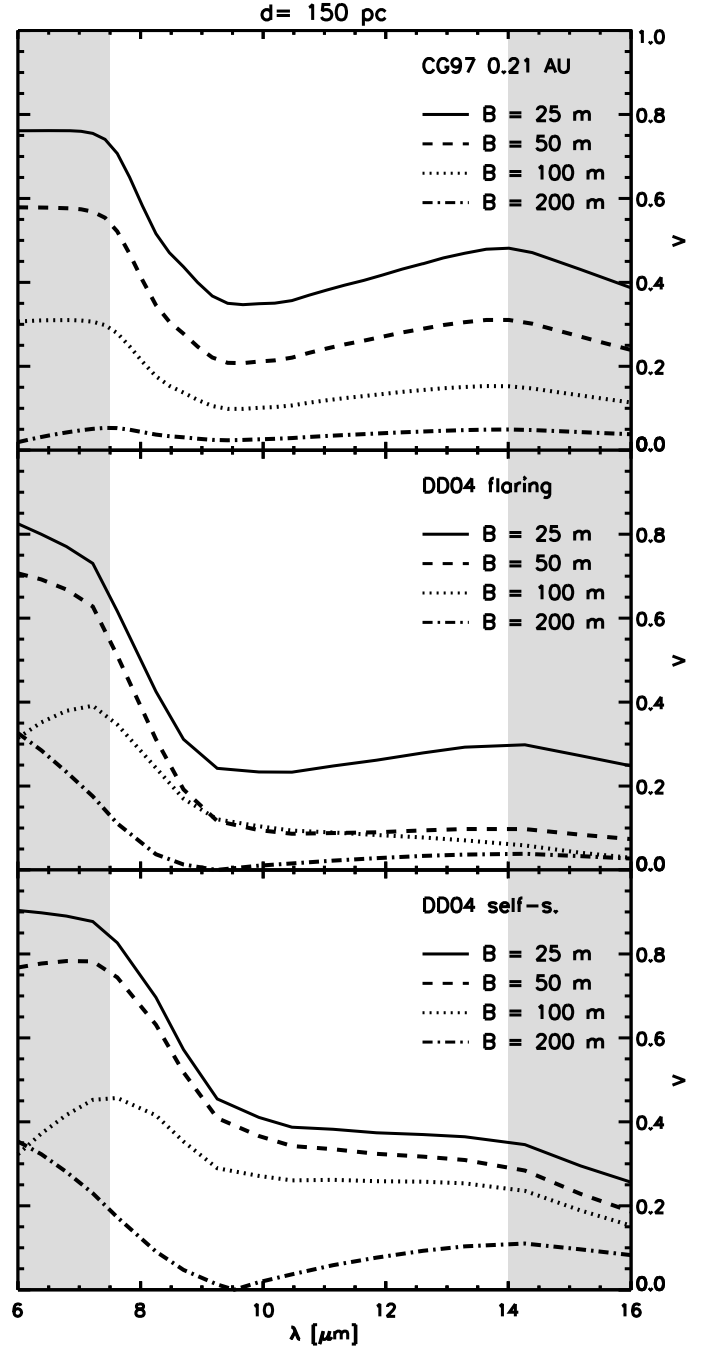 d= 150 pc
1.0
CG97 0.21 AU
B = 25 m
0.8
B = 50 m
B = 100 m
B = 200 m
0.6
V
0.4
0.2
0.0
DD04 flaring
B = 25 m
0.8
B = 50 m
B = 100 m
B = 200 m
0.6
V
0.4
0.2
0.0
DD04 self-s.
B = 25 m
0.8
B = 50 m
B = 100 m
B = 200 m
0.6
V
0.4
0.2
0.0
6 8 10 12 14 16
λ [μm]